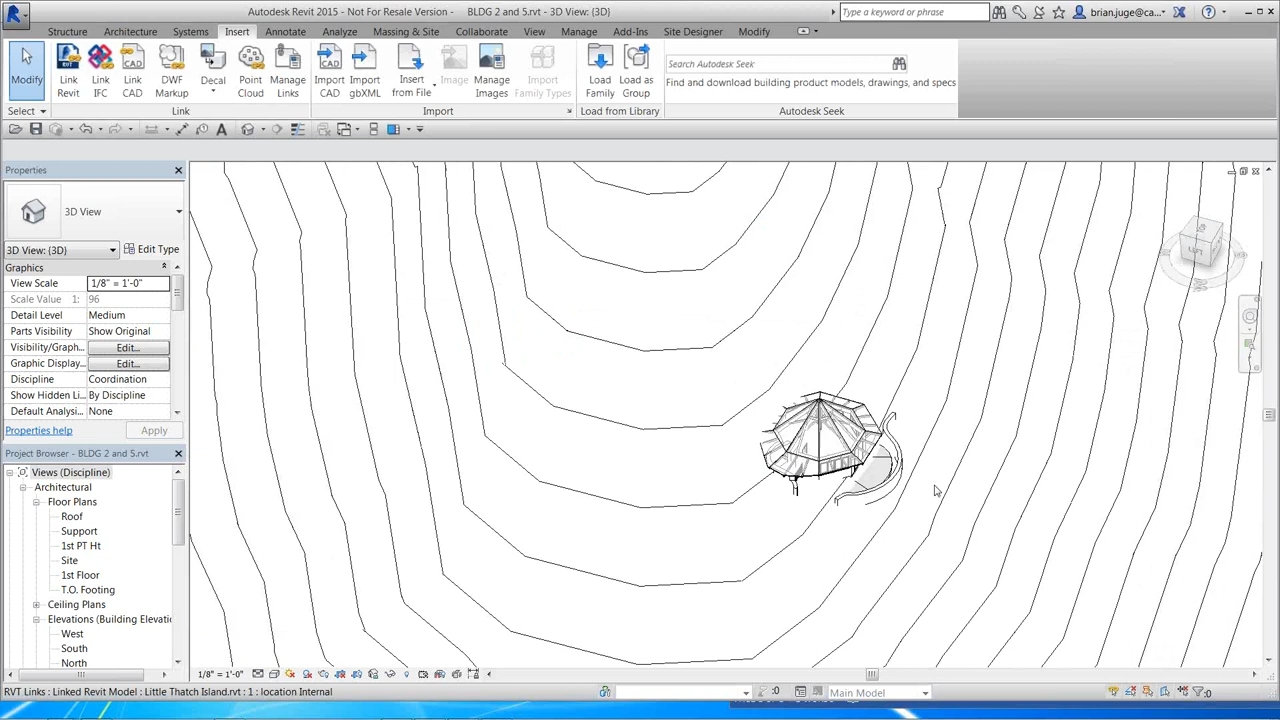 Autodesk Revit 2015 - Not For Resale Version - BLDG 2 and 5.rvt - 3D View: {3D}
Type a keyword or phrase
brian.juge@ca...
Structure Architecture Systems Insert Annotate Analyze Massing & Site Collaborate View Manage Add-Ins Site Designer Modify
Modify
Link Revit
Link IFC
Link CAD
DWF Markup
Decal
Point Cloud
Manage Links
Import CAD
Import gbXML
Insert from File
Image
Manage Images
Import Family Types
Load Family
Load as Group
Search Autodesk Seek
Find and download building product models, drawings, and specs
Select
Link
Import
Load from Library
Autodesk Seek
Properties
3D View
3D View: {3D}
Edit Type
Graphics
View Scale 1/8" = 1'-0"
Scale Value 1: 96
Detail Level Medium
Parts Visibility Show Original
Visibility/Graph... Edit...
Graphic Display... Edit...
Discipline Coordination
Show Hidden Li... By Discipline
Default Analysi... None
Properties help
Apply
Project Browser - BLDG 2 and 5.rvt
Views (Discipline)
Architectural
Floor Plans
Roof
Support
1st PT Ht
Site
1st Floor
T.O. Footing
Ceiling Plans
Elevations (Building Elevatio
West
South
North
LEFT
1/8" = 1'-0"
RVT Links : Linked Revit Model : Little Thatch Island.rvt : 1 : location Internal
:0
Main Model
:0